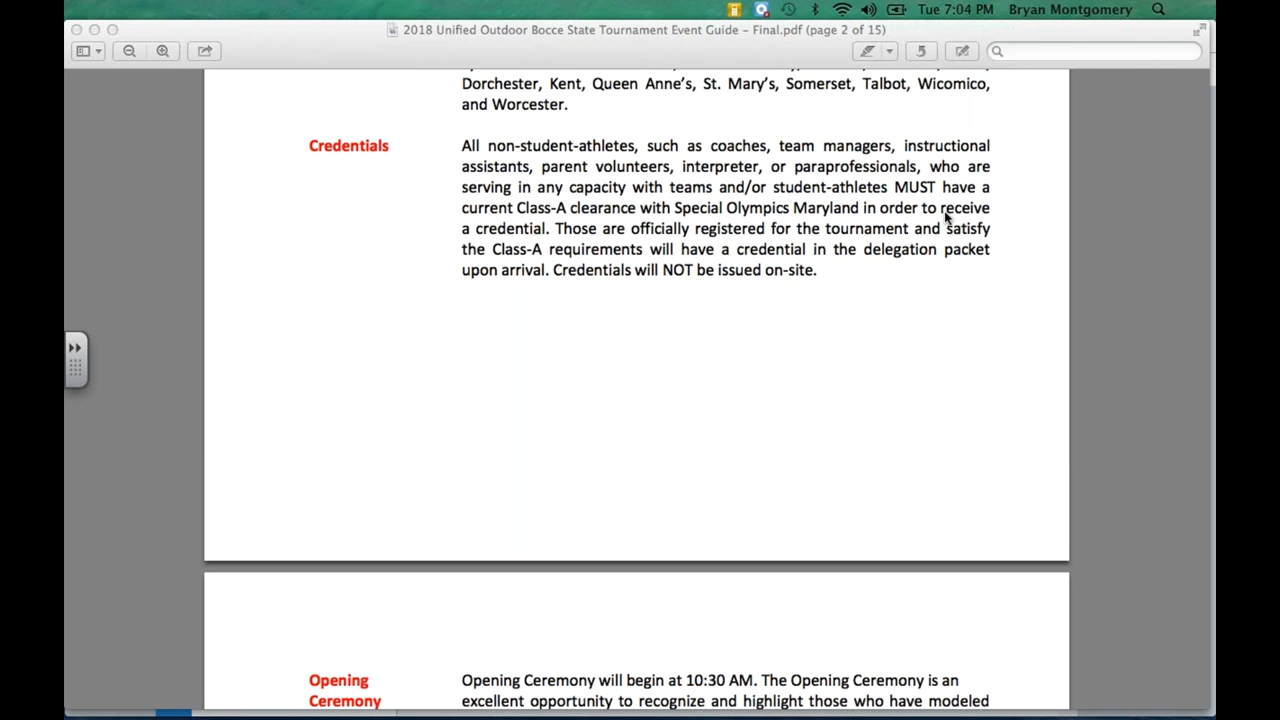 Tue 7:04 PM Bryan Montgomery
2018 Unified Outdoor Bocce State Tournament Event Guide – Final.pdf (page 2 of 15)
Dorchester, Kent, Queen Anne’s, St. Mary’s, Somerset, Talbot, Wicomico,
and Worcester.
Credentials
All non-student-athletes, such as coaches, team managers, instructional
assistants, parent volunteers, interpreter, or paraprofessionals, who are
serving in any capacity with teams and/or student-athletes MUST have a
current Class-A clearance with Special Olympics Maryland in order to receive
a credential. Those are officially registered for the tournament and satisfy
the Class-A requirements will have a credential in the delegation packet
upon arrival. Credentials will NOT be issued on-site.
Opening
Ceremony
Opening Ceremony will begin at 10:30 AM. The Opening Ceremony is an
excellent opportunity to recognize and highlight those who have modeled